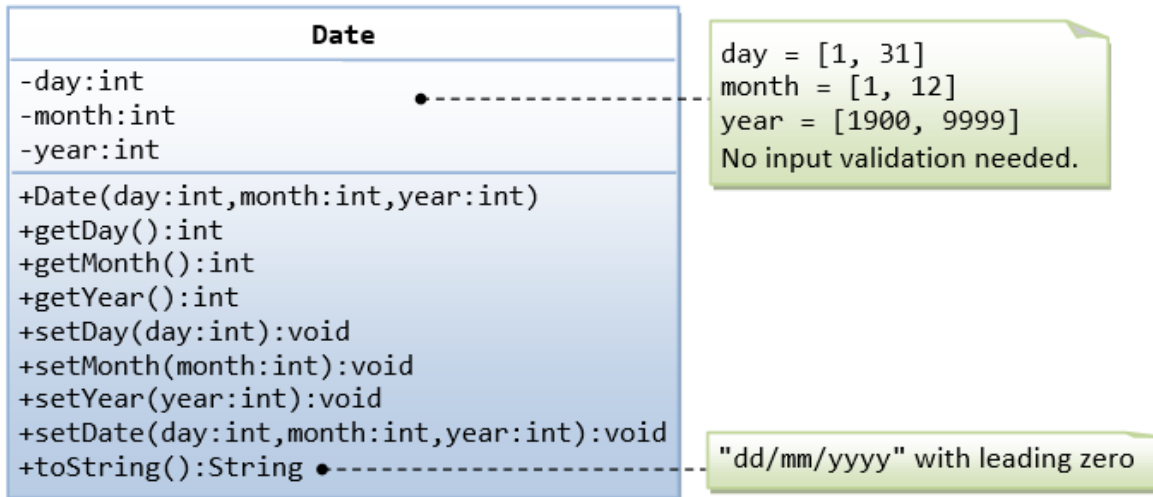 Date
-day:int
-month:int
-year:int
day = [1, 31]
month = [1, 12]
year = [1900, 9999]
No input validation needed.
+Date(day:int,month:int,year:int)
+getDay():int
+getMonth():int
+getYear():int
+setDay(day:int):void
+setMonth(month:int):void
+setYear(year:int):void
+setDate(day:int,month:int,year:int):void
+toString():String
"dd/mm/yyyy" with leading zero